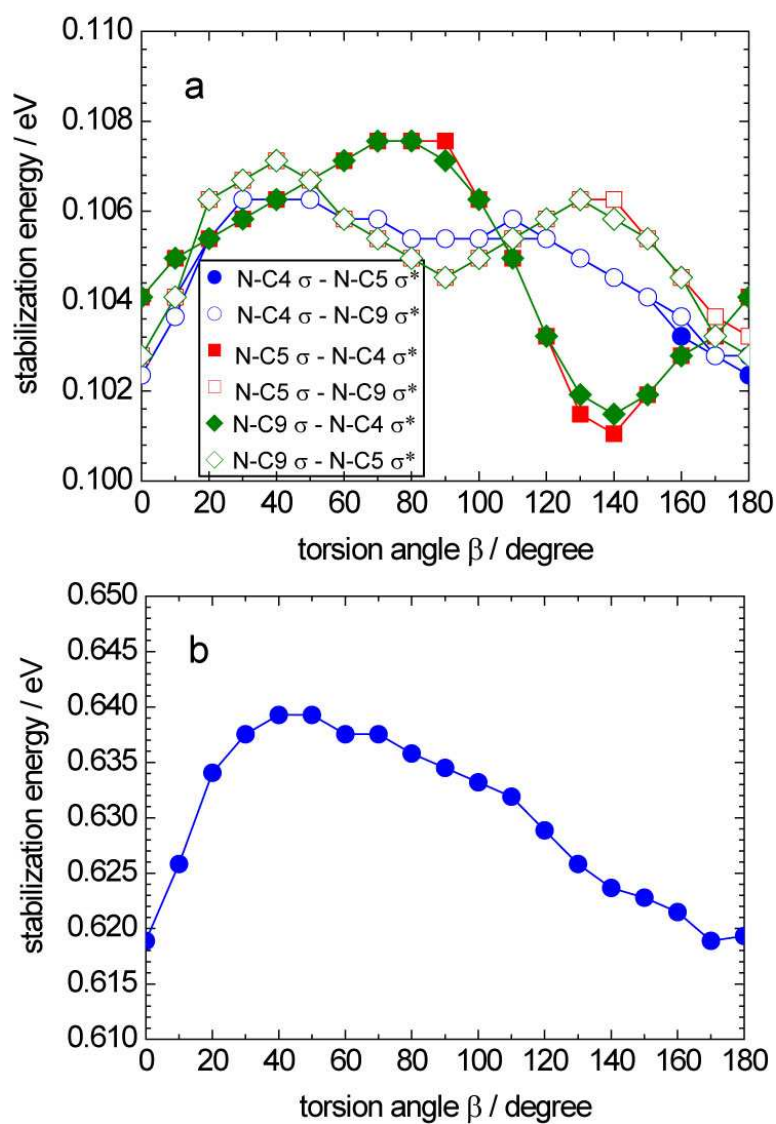 a
stabilization energy / eV
0.110
0.108
0.106
0.104
0.102
0.100
N-C4 σ - N-C5 σ*
N-C4 σ - N-C9 σ*
N-C5 σ - N-C4 σ*
N-C5 σ - N-C9 σ*
N-C9 σ - N-C4 σ*
N-C9 σ - N-C5 σ*
0 20 40 60 80 100 120 140 160 180
torsion angle β / degree
b
stabilization energy / eV
0.650
0.645
0.640
0.635
0.630
0.625
0.620
0.615
0.610
0 20 40 60 80 100 120 140 160 180
torsion angle β / degree